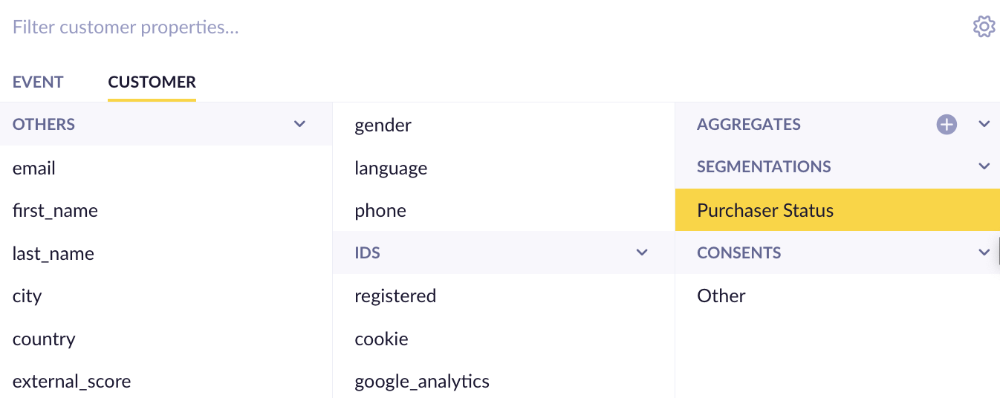 Filter customer properties...
EVENT
CUSTOMER
OTHERS
email
first_name
last_name
city
country
external_score
gender
language
phone
IDS
registered
cookie
google_analytics
AGGREGATES
SEGMENTATIONS
Purchaser Status
CONSENTS
Other